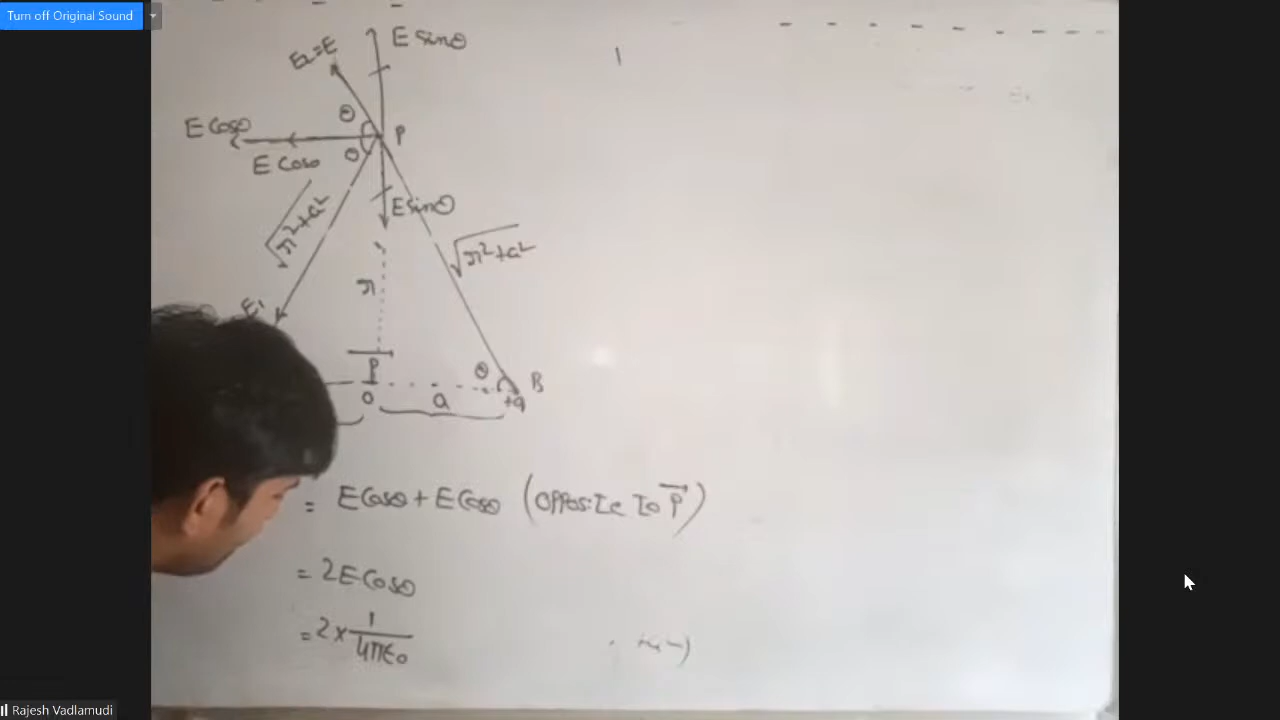 Turn off Original Sound
E sinθ
E₂=E
θ
E Cosθ
P
θ
E Cosθ
E sinθ
√r²+a²
√r²+a²
r
E₁
P
θ
B
O
a
+q
= E Cosθ + E Cosθ (opposite to P⃗)
= 2E Cosθ
= 2 × 1/4πε₀
Rajesh Vadlamudi